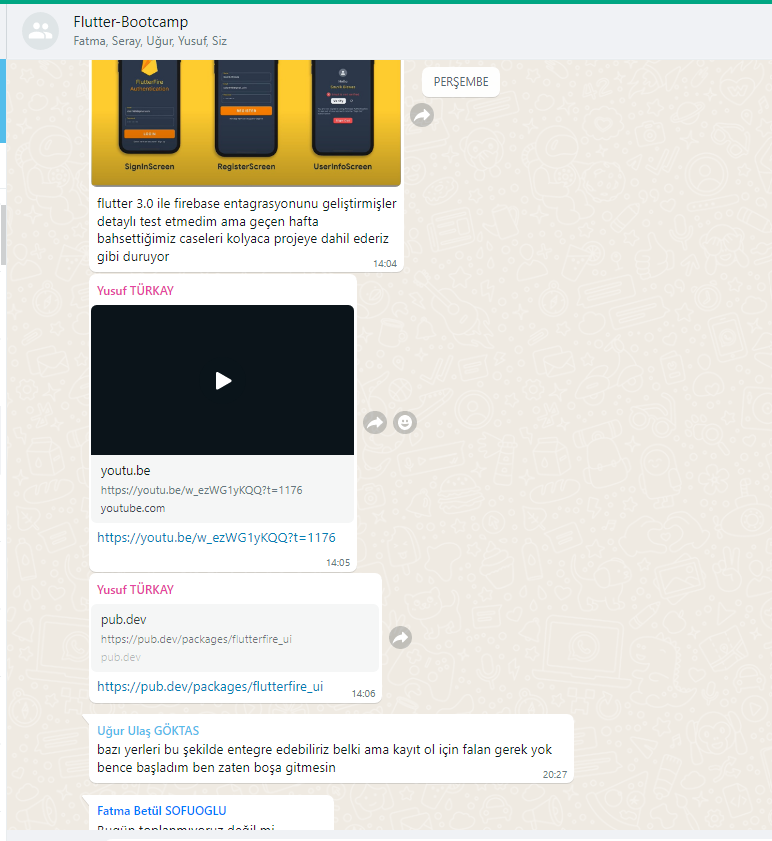 Flutter-Bootcamp
Fatma, Seray, Uğur, Yusuf, Siz
PERŞEMBE
FlutterFire
Authentication
LOGIN
REGISTER
SignInScreen
RegisterScreen
UserInfoScreen
flutter 3.0 ile firebase entagrasyonunu geliştirmişler
detaylı test etmedim ama geçen hafta
bahsettiğimiz caseleri kolyaca projeye dahil ederiz
gibi duruyor
14:04
Yusuf TÜRKAY
youtu.be
https://youtu.be/w_ezWG1yKQQ?t=1176
youtube.com
https://youtu.be/w_ezWG1yKQQ?t=1176
14:05
Yusuf TÜRKAY
pub.dev
https://pub.dev/packages/flutterfire_ui
pub.dev
https://pub.dev/packages/flutterfire_ui
14:06
Uğur Ulaş GÖKTAS
bazı yerleri bu şekilde entegre edebiliriz belki ama kayıt ol için falan gerek yok
bence başladım ben zaten boşa gitmesin
20:27
Fatma Betül SOFUOGLU
Bugün toplanmıyoruz değil mi